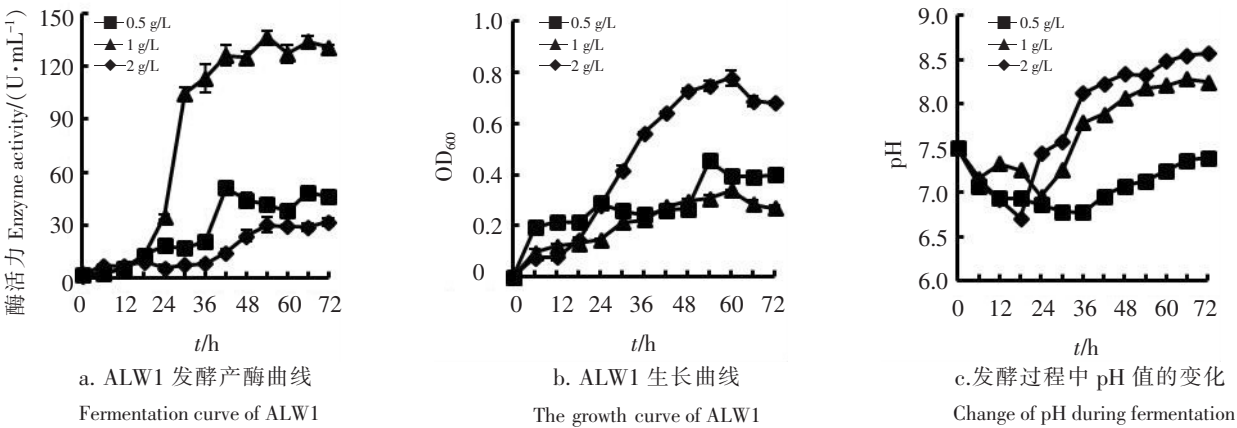 酶活力 Enzyme activity/(U·mL⁻¹)
150
120
90
60
30
0
0.5 g/L
1 g/L
2 g/L
0 12 24 36 48 60 72
t/h
a. ALW1 发酵产酶曲线
Fermentation curve of ALW1
OD₆₀₀
1.0
0.8
0.6
0.4
0.2
0
0.5 g/L
1 g/L
2 g/L
0 12 24 36 48 60 72
t/h
b. ALW1 生长曲线
The growth curve of ALW1
pH
9.0
8.5
8.0
7.5
7.0
6.5
6.0
0.5 g/L
1 g/L
2 g/L
0 12 24 36 48 60 72
t/h
c.发酵过程中 pH 值的变化
Change of pH during fermentation